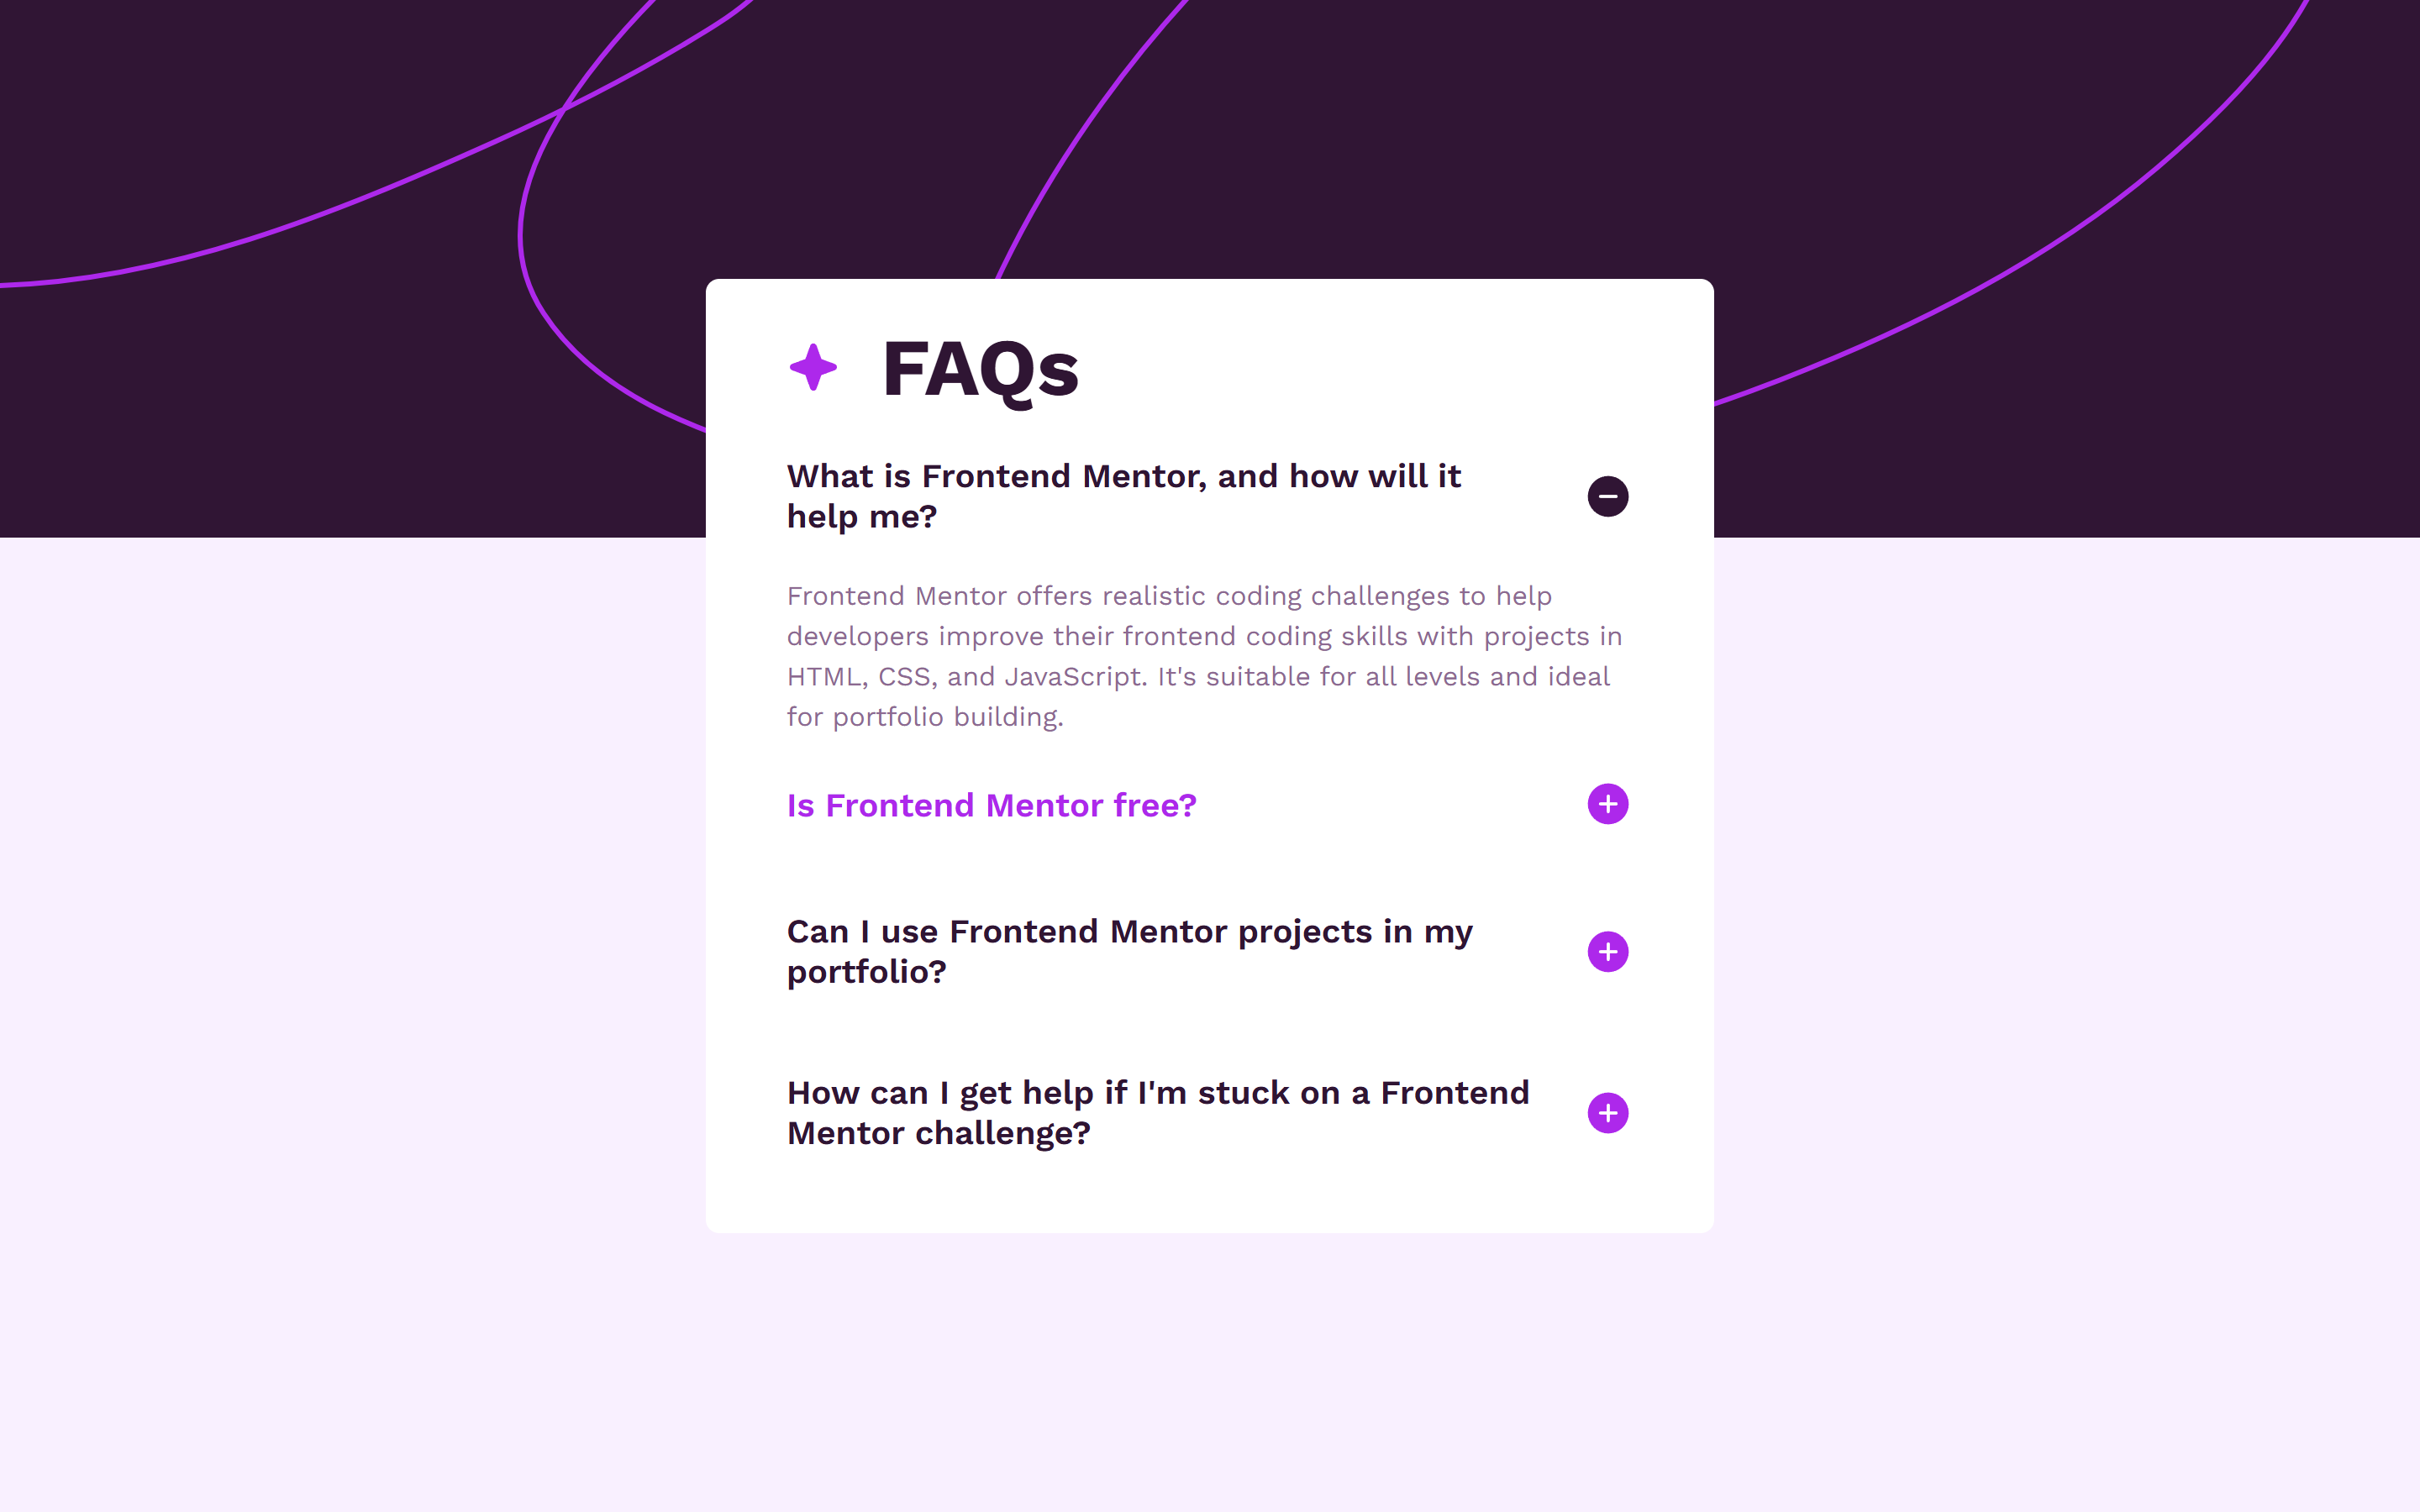 FAQs
What is Frontend Mentor, and how will it
help me?
Frontend Mentor offers realistic coding challenges to help
developers improve their frontend coding skills with projects in
HTML, CSS, and JavaScript. It's suitable for all levels and ideal
for portfolio building.
Is Frontend Mentor free?
Can I use Frontend Mentor projects in my
portfolio?
How can I get help if I'm stuck on a Frontend
Mentor challenge?